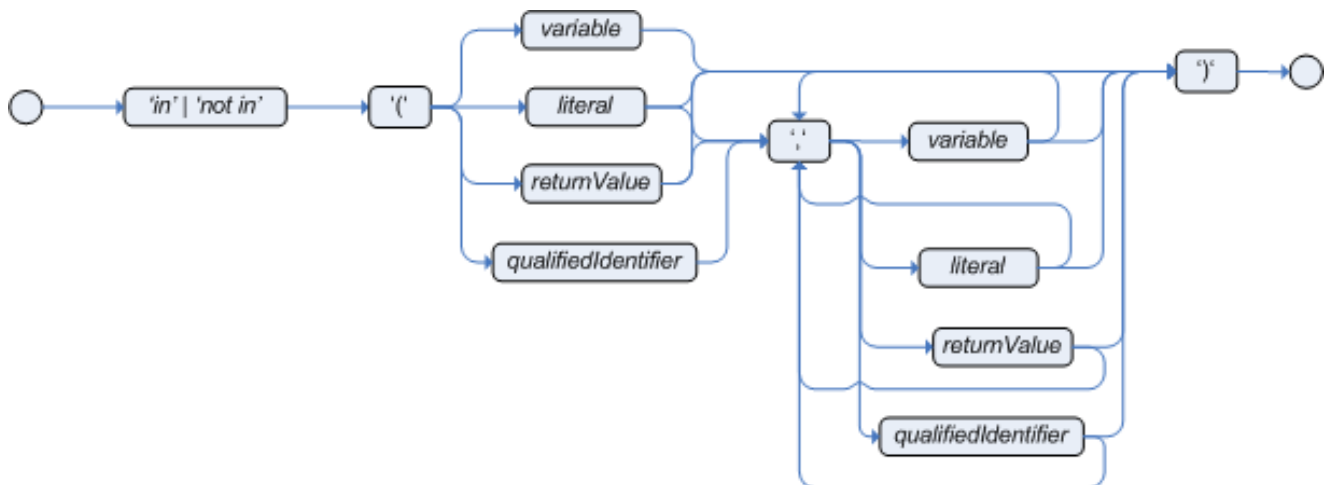 variable
‘in’ | ‘not in’
'('
literal
returnValue
qualifiedIdentifier
‘,’
variable
literal
returnValue
qualifiedIdentifier
‘)‘